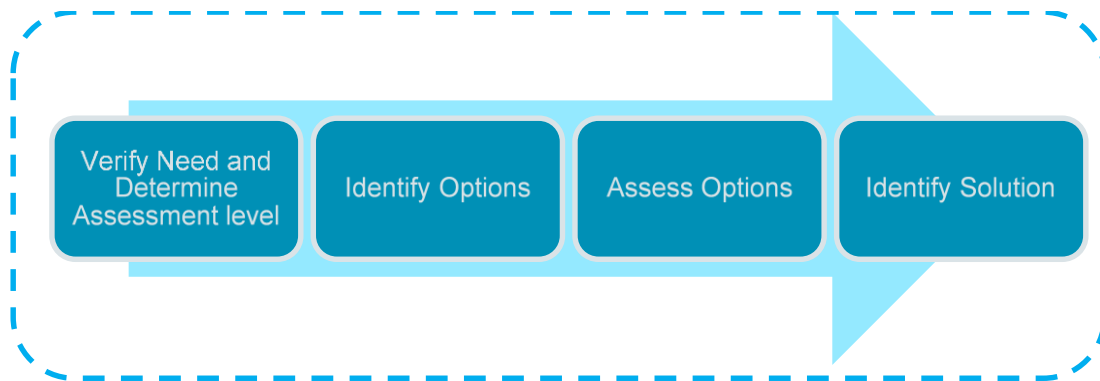 Verify Need and
Determine
Assessment level
Identify Options
Assess Options
Identify Solution